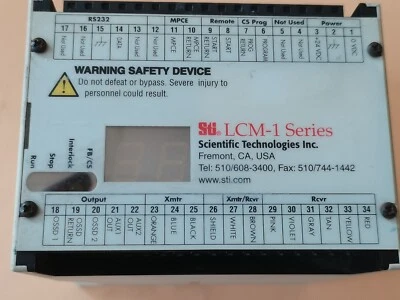 RS232 MPCE Remote CS Prog Not Used Power
17 16 15 14 13 12 11 10 9 8 7 6 5 4 3 2 1
Not Used Not Used DATA Not Used MPCE MPCE START RETURN START PROG RETURN PROGRAM Not Used Not Used +24 VDC 0 VDC
WARNING SAFETY DEVICE
Do not defeat or bypass. Severe injury to
personnel could result.
STi LCM-1 Series
Scientific Technologies Inc.
Fremont, CA, USA
Tel: 510/608-3400, Fax: 510/744-1442
www.sti.com
Run
Stop
Interlock
FB/CS
Output Xmtr Xmtr/Rcvr Rcvr
18 19 20 21 22 23 24 25 26 27 28 29 30 31 32 33 34
OSSD 1 OSSD RETURN OSSD 2 AUX1 OUT AUX2 OUT ORANGE BLACK BLUE SHIELD WHITE BROWN PINK VIOLET GRAY TAN YELLOW RED